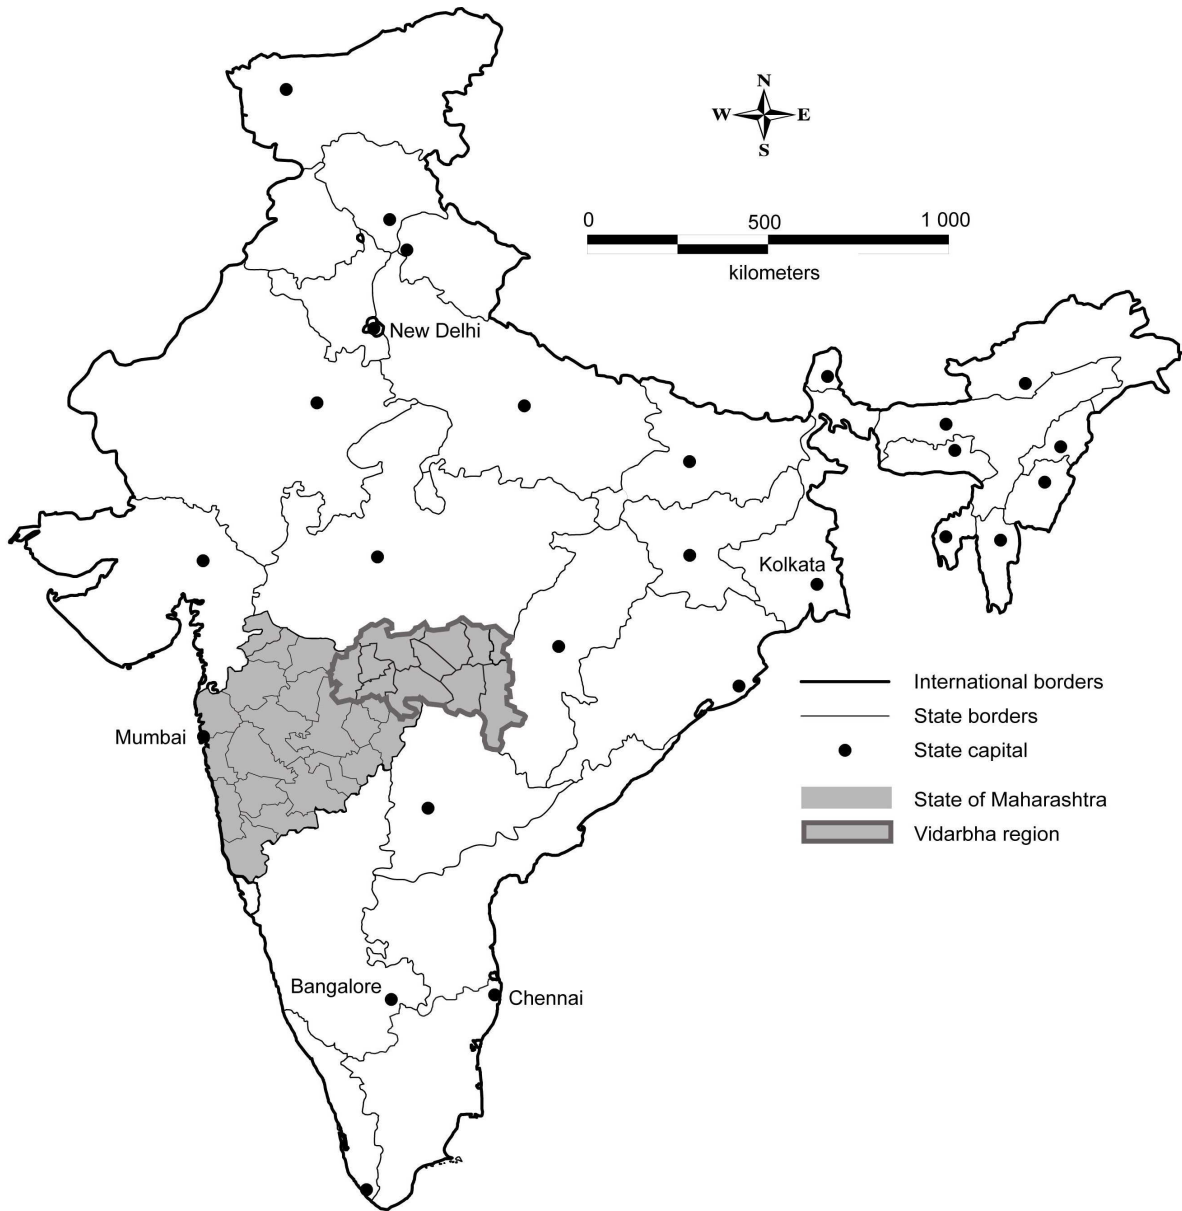 N
W E
S
0 500 1 000
kilometers
New Delhi
Kolkata
International borders
State borders
Mumbai
State capital
State of Maharashtra
Vidarbha region
Bangalore
Chennai